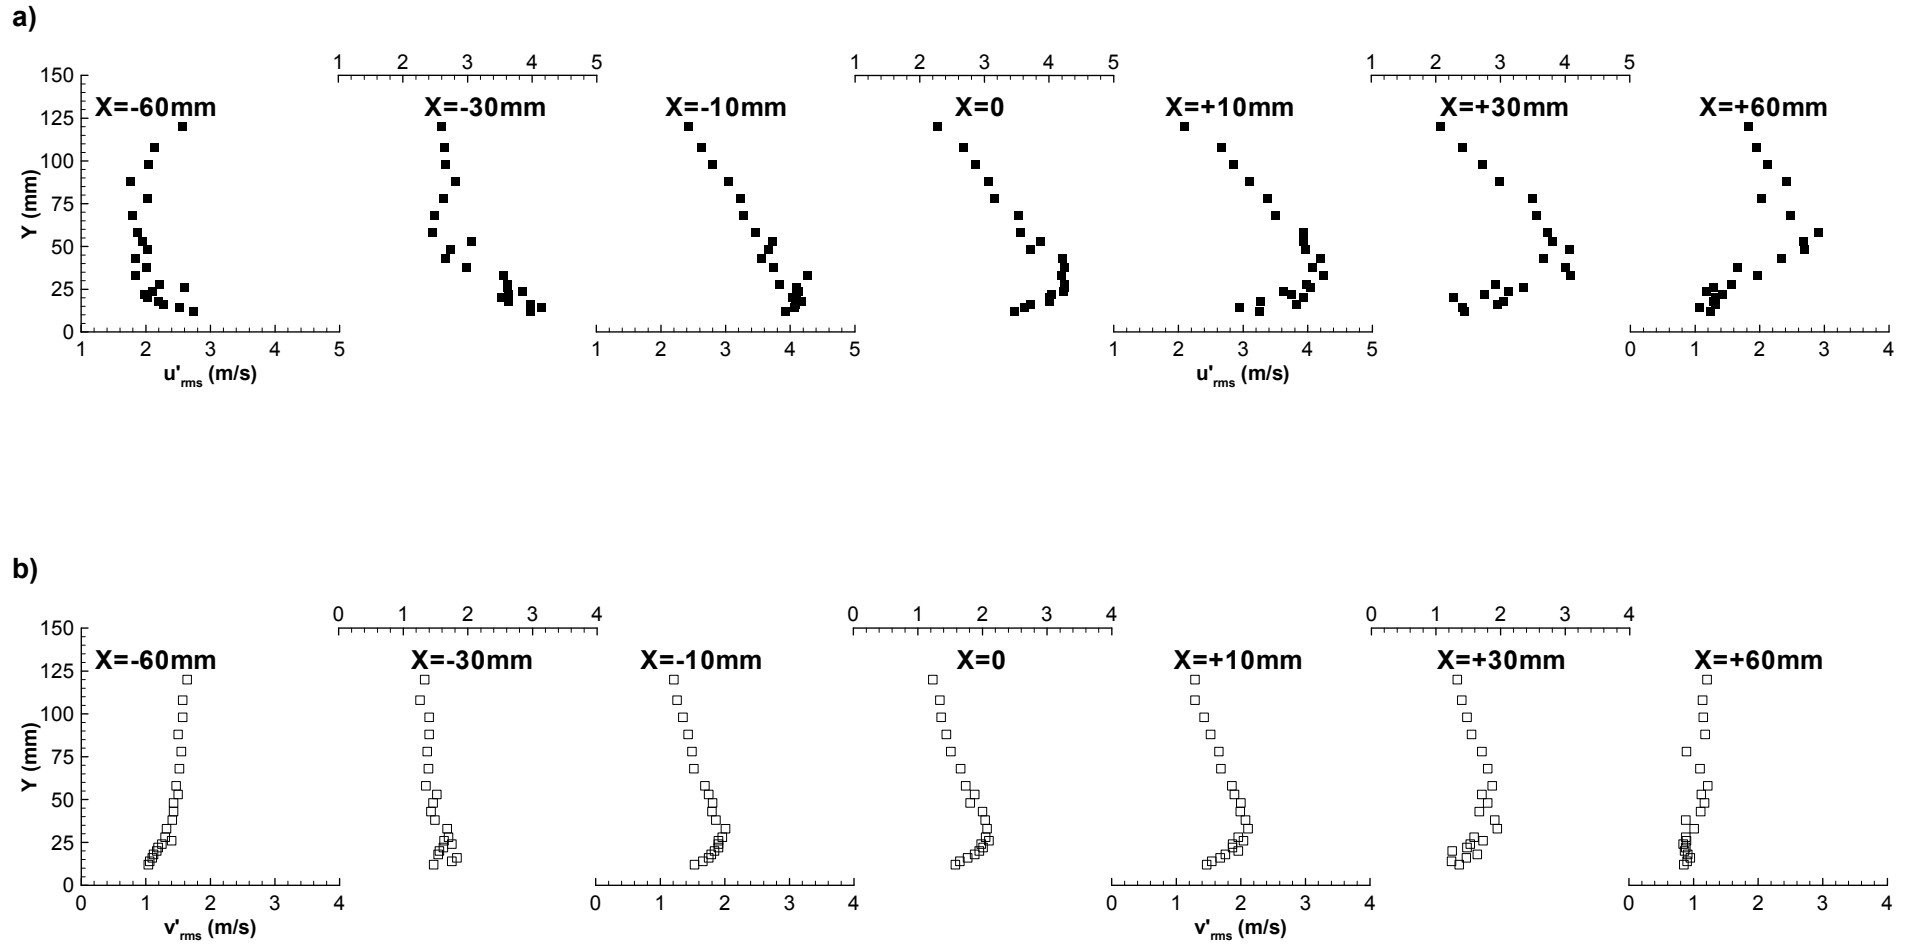 a)
1 2 3 4 5
1 2 3 4 5
1 2 3 4 5
150
X=-60mm X=-30mm X=-10mm X=0 X=+10mm X=+30mm X=+60mm
125
100
75
50
25
0
Y (mm)
1 2 3 4 5
1 2 3 4 5
1 2 3 4 5
0 1 2 3 4
u'rms (m/s)
u'rms (m/s)
b)
0 1 2 3 4
0 1 2 3 4
0 1 2 3 4
150
X=-60mm X=-30mm X=-10mm X=0 X=+10mm X=+30mm X=+60mm
125
100
75
50
25
0
Y (mm)
0 1 2 3 4
0 1 2 3 4
0 1 2 3 4
0 1 2 3 4
v'rms (m/s)
v'rms (m/s)